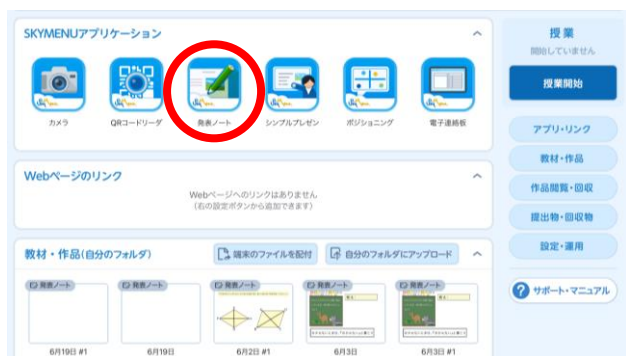 SKYMENUアプリケーション
カメラ
QRコードリーダ
発表ノート
シンプルプレゼン
ポジショニング
電子連絡板
Webページのリンク
Webページへのリンクはありません
(右の設定ボタンから追加できます)
教材・作品(自分のフォルダ)
端末のファイルを配付
自分のフォルダにアップロード
発表ノート
発表ノート
発表ノート
発表ノート
発表ノート
6月19日 #1
6月19日
6月2日 #1
6月3日
6月3日 #1
授業
開始していません
授業開始
アプリ・リンク
教材・作品
作品閲覧・回収
提出物・回収物
設定・運用
サポート・マニュアル